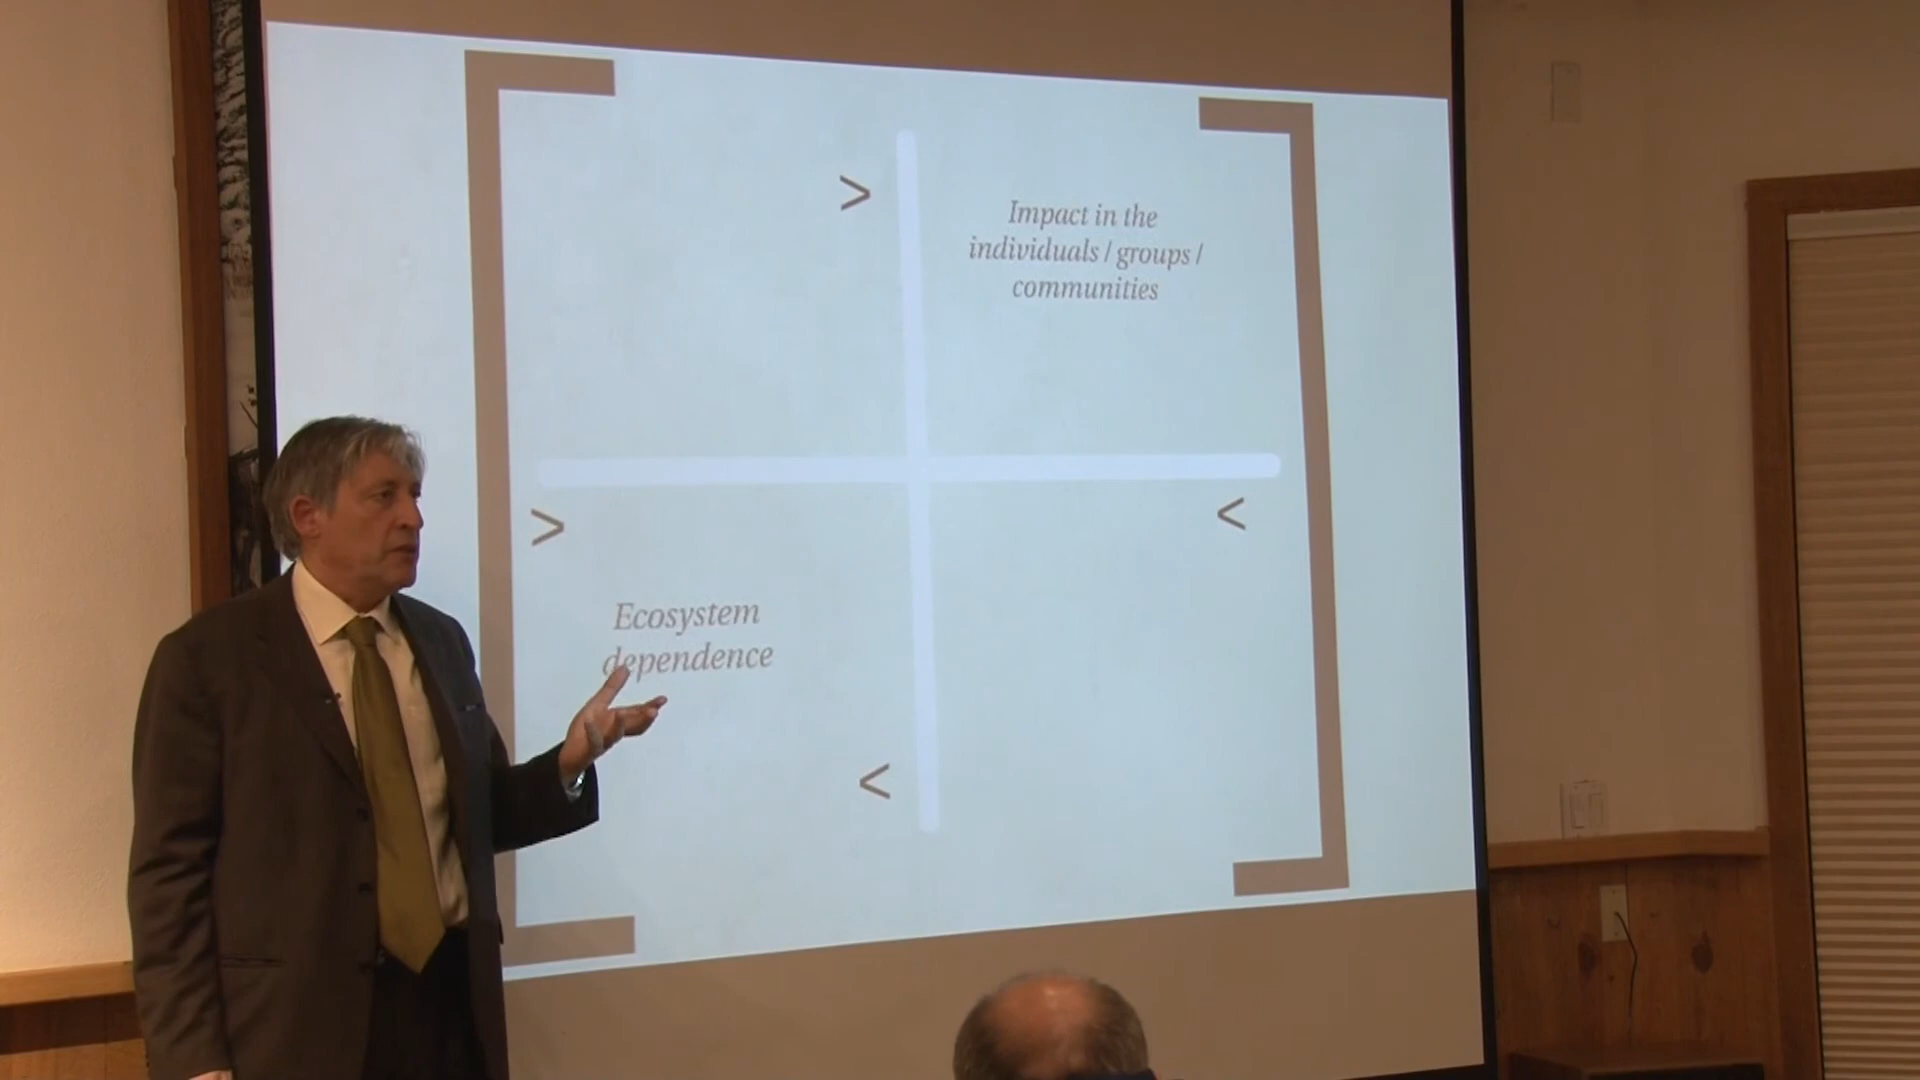 >
Impact in the
individuals / groups /
communities
>
<
Ecosystem
dependence
<